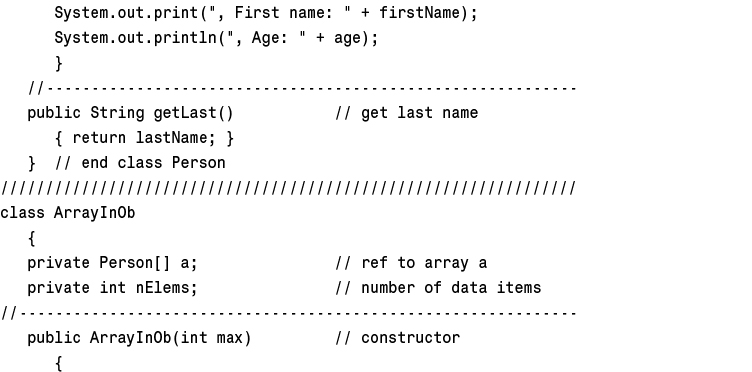 System.out.print(", First name: " + firstName);
System.out.println(", Age: " + age);
}
//-----------------------------------------------------------
public String getLast() // get last name
{ return lastName; }
} // end class Person
////////////////////////////////////////////////////////////////
class ArrayInOb
{
private Person[] a; // ref to array a
private int nElems; // number of data items
//--------------------------------------------------------------
public ArrayInOb(int max) // constructor
{